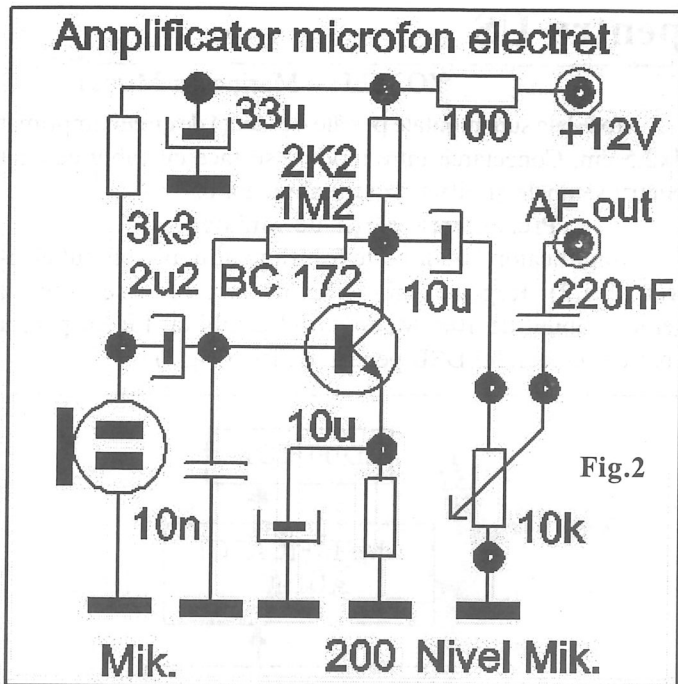 Amplificator microfon electret
33u
100
+12V
2K2
1M2
3k3
2u2
BC 172
10u
AF out
220nF
10u
10n
Fig.2
10k
Mik.
200
Nivel Mik.